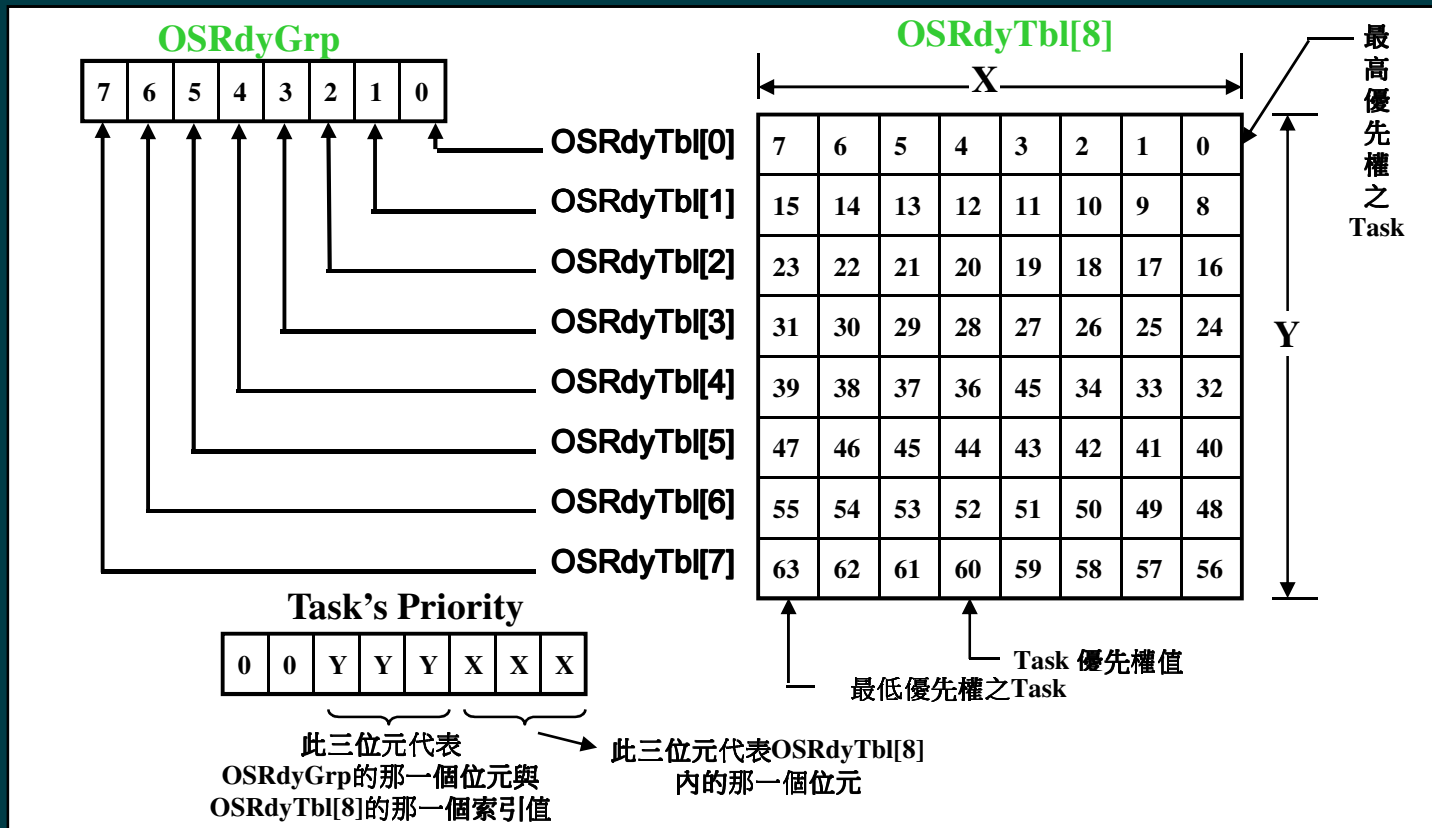 OSRdyGrp
7 6 5 4 3 2 1 0
OSRdyTbl[8]
X
最高優先權之Task
OSRdyTbl[0] 7 6 5 4 3 2 1 0
OSRdyTbl[1] 15 14 13 12 11 10 9 8
OSRdyTbl[2] 23 22 21 20 19 18 17 16
OSRdyTbl[3] 31 30 29 28 27 26 25 24
Y
OSRdyTbl[4] 39 38 37 36 45 34 33 32
OSRdyTbl[5] 47 46 45 44 43 42 41 40
OSRdyTbl[6] 55 54 53 52 51 50 49 48
OSRdyTbl[7] 63 62 61 60 59 58 57 56
Task 優先權值
最低優先權之Task
Task’s Priority
0 0 Y Y Y X X X
此三位元代表
OSRdyGrp的那一個位元與
OSRdyTbl[8]的那一個索引值
此三位元代表OSRdyTbl[8]
內的那一個位元